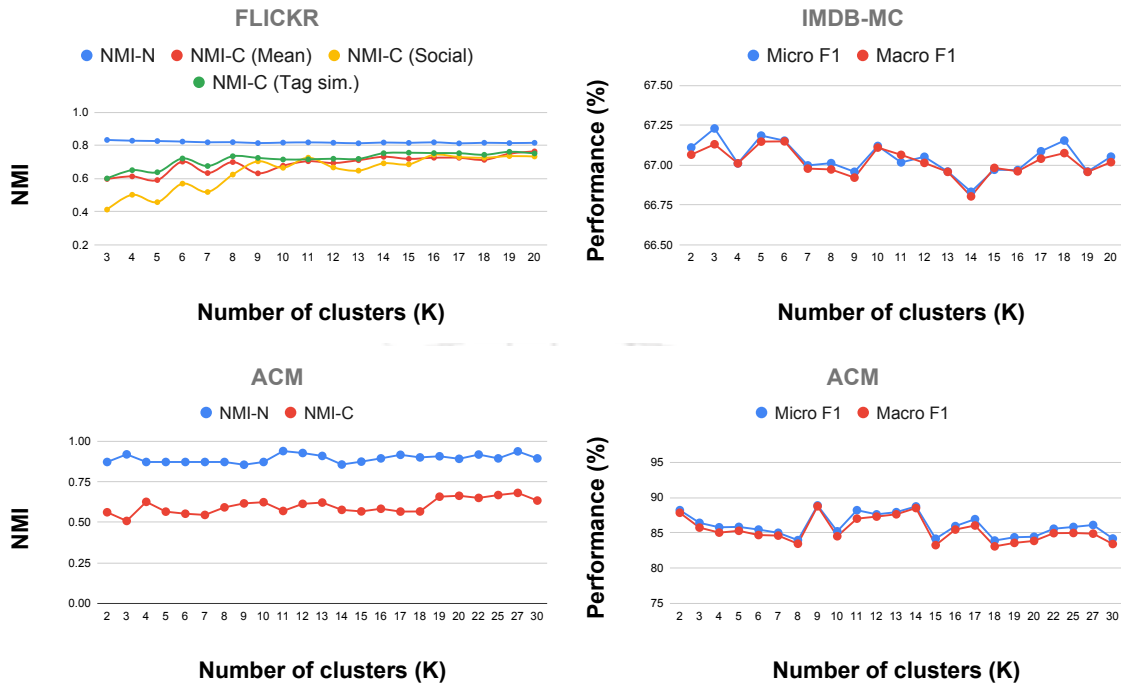 FLICKR
NMI-N NMI-C (Mean) NMI-C (Social)
NMI-C (Tag sim.)
NMI
1.0
0.8
0.6
0.4
0.2
3 4 5 6 7 8 9 10 11 12 13 14 15 16 17 18 19 20
Number of clusters (K)
IMDB-MC
Micro F1 Macro F1
Performance (%)
67.50
67.25
67.00
66.75
66.50
2 3 4 5 6 7 8 9 10 11 12 13 14 15 16 17 18 19 20
Number of clusters (K)
ACM
NMI-N NMI-C
NMI
1.00
0.75
0.50
0.25
0.00
2 3 4 5 6 7 8 9 10 11 12 13 14 15 16 17 18 19 20 22 25 27 30
Number of clusters (K)
ACM
Micro F1 Macro F1
Performance (%)
95
90
85
80
75
2 3 4 5 6 7 8 9 10 11 12 13 14 15 16 17 18 19 20 22 25 27 30
Number of clusters (K)